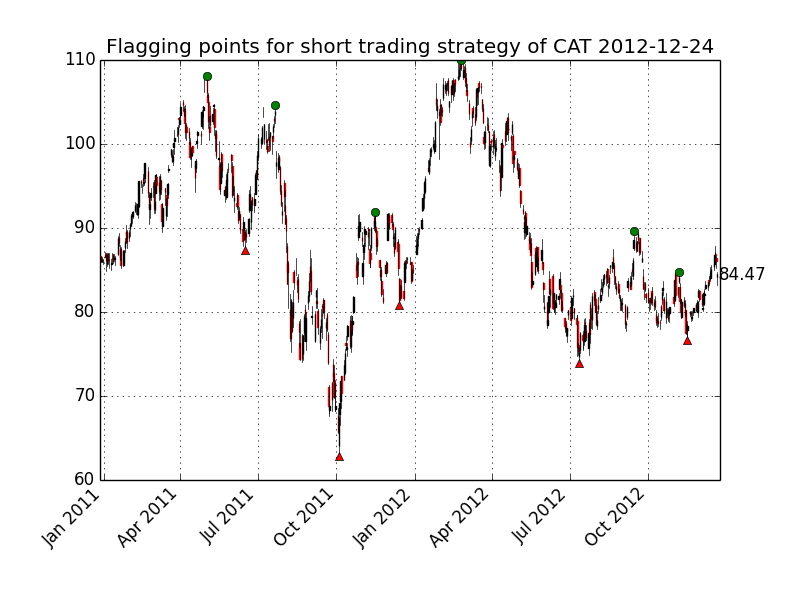 Flagging points for short trading strategy of CAT 2012-12-24
110
100
90
80
70
60
84.47
Jan 2011
Apr 2011
Jul 2011
Oct 2011
Jan 2012
Apr 2012
Jul 2012
Oct 2012